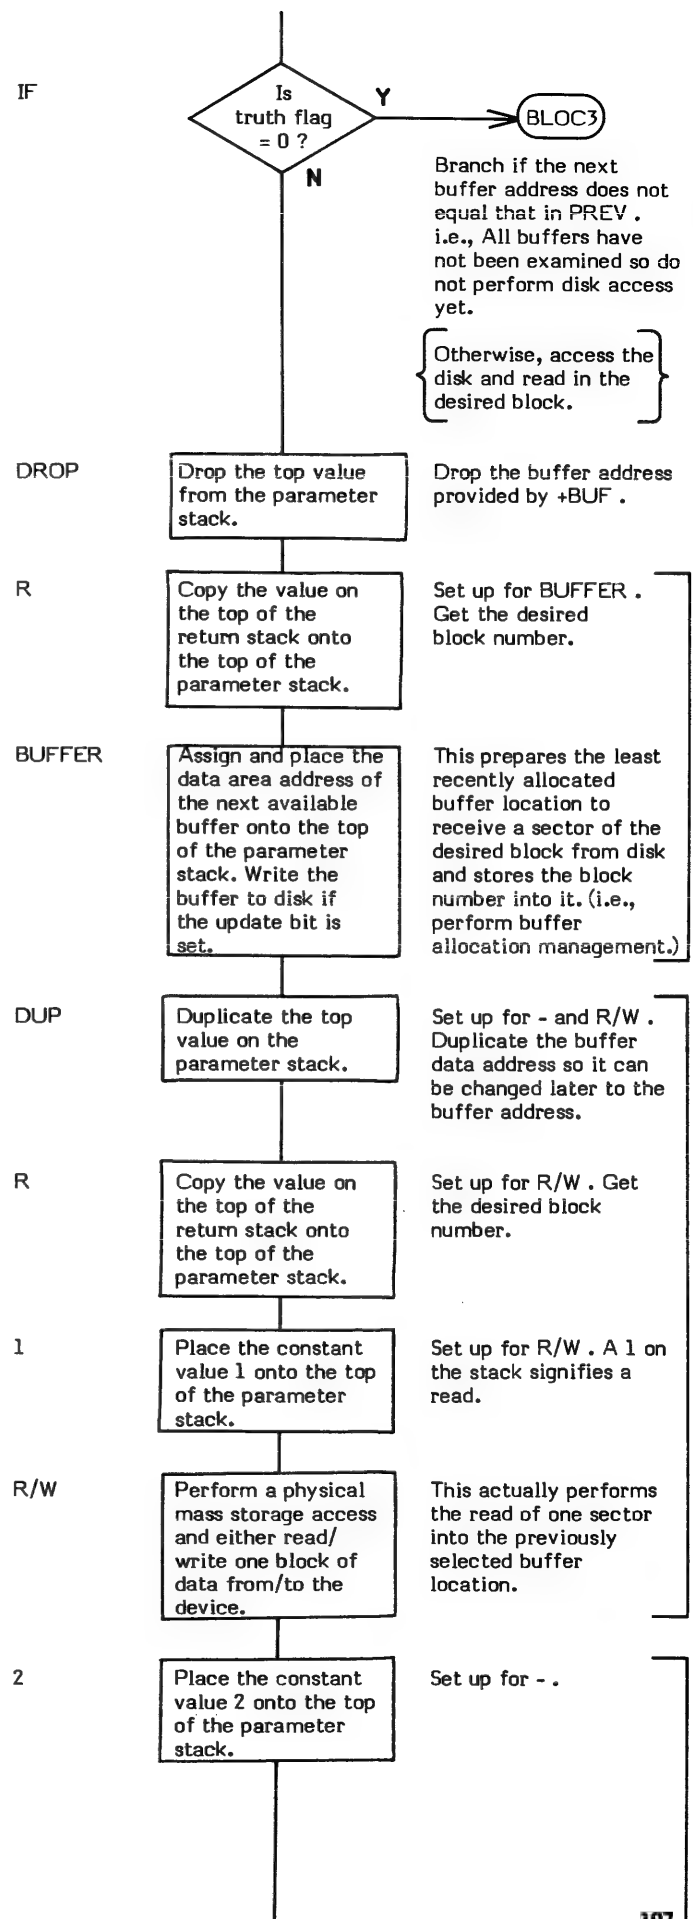 IF
Is
truth flag
= 0 ?
Y
BLOC3
N
Branch if the next
buffer address does not
equal that in PREV .
i.e., All buffers have
not been examined so do
not perform disk access
yet.
Otherwise, access the
disk and read in the
desired block.
DROP
Drop the top value
from the parameter
stack.
Drop the buffer address
provided by +BUF .
R
Copy the value on
the top of the
return stack onto
the top of the
parameter stack.
Set up for BUFFER .
Get the desired
block number.
BUFFER
Assign and place the
data area address of
the next available
buffer onto the top
of the parameter
stack. Write the
buffer to disk if
the update bit is
set.
This prepares the least
recently allocated
buffer location to
receive a sector of the
desired block from disk
and stores the block
number into it. (i.e.,
perform buffer
allocation management.)
DUP
Duplicate the top
value on the
parameter stack.
Set up for - and R/W .
Duplicate the buffer
data address so it can
be changed later to the
buffer address.
R
Copy the value on
the top of the
return stack onto
the top of the
parameter stack.
Set up for R/W . Get
the desired block
number.
1
Place the constant
value 1 onto the top
of the parameter
stack.
Set up for R/W . A 1 on
the stack signifies a
read.
R/W
Perform a physical
mass storage access
and either read/
write one block of
data from/to the
device.
This actually performs
the read of one sector
into the previously
selected buffer
location.
2
Place the constant
value 2 onto the top
of the parameter
stack.
Set up for - .